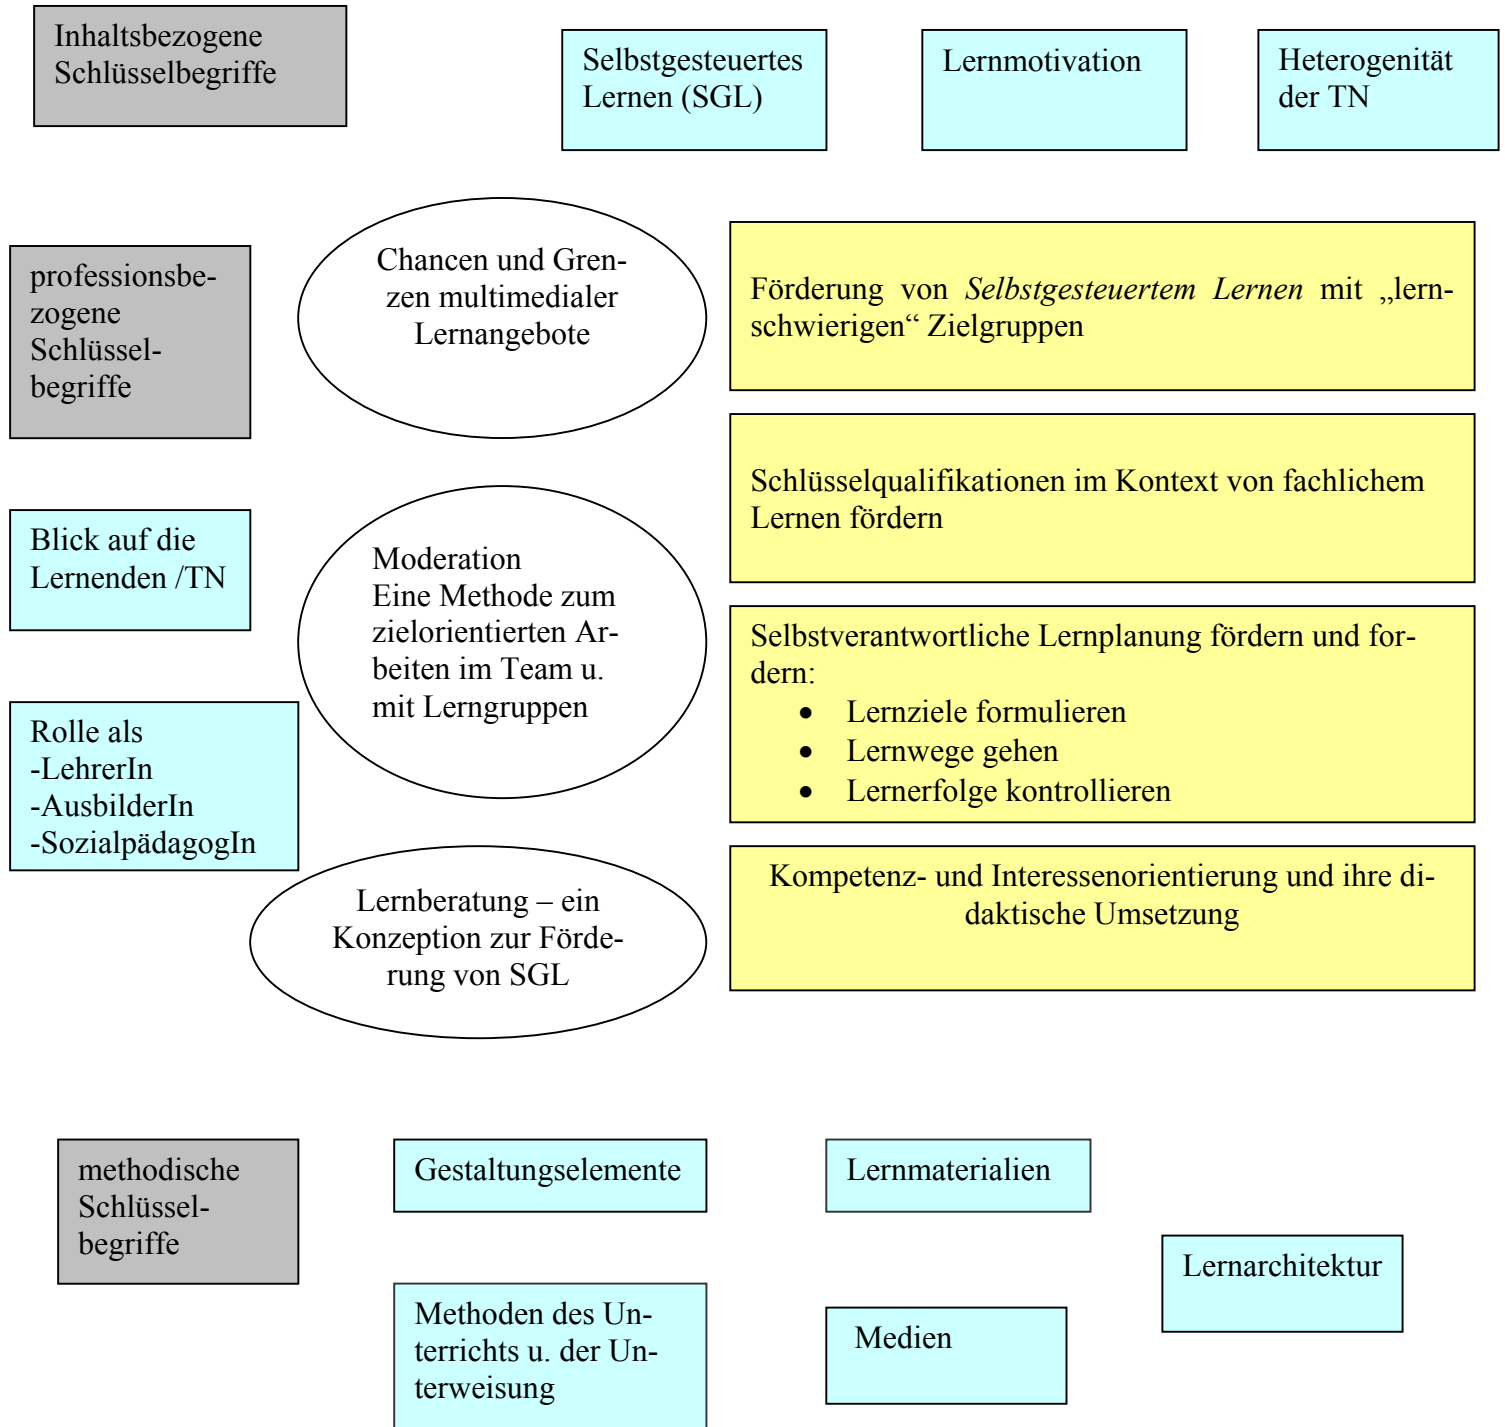 Inhaltsbezogene
Schlüsselbegriffe
Selbstgesteuertes
Lernen (SGL)
Lernmotivation
Heterogenität
der TN
professionsbe-
zogene
Schlüssel-
begriffe
Chancen und Gren-
zen multimedialer
Lernangebote
Förderung von Selbstgesteuertem Lernen mit „lern-
schwierigen“ Zielgruppen
Schlüsselqualifikationen im Kontext von fachlichem
Lernen fördern
Blick auf die
Lernenden /TN
Moderation
Eine Methode zum
zielorientierten Ar-
beiten im Team u.
mit Lerngruppen
Selbstverantwortliche Lernplanung fördern und for-
dern:
• Lernziele formulieren
• Lernwege gehen
• Lernerfolge kontrollieren
Rolle als
-LehrerIn
-AusbilderIn
-SozialpädagogIn
Lernberatung – ein
Konzeption zur Förde-
rung von SGL
Kompetenz- und Interessenorientierung und ihre di-
daktische Umsetzung
methodische
Schlüssel-
begriffe
Gestaltungselemente
Lernmaterialien
Lernarchitektur
Methoden des Un-
terrichts u. der Un-
terweisung
Medien